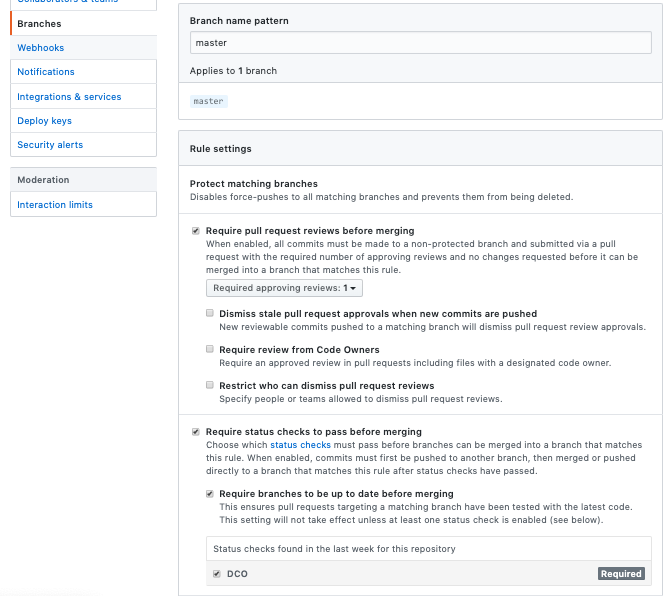 Collaborators & teams
Branches
Webhooks
Notifications
Integrations & services
Deploy keys
Security alerts
Moderation
Interaction limits
Branch name pattern
master
Applies to 1 branch
master
Rule settings
Protect matching branches
Disables force-pushes to all matching branches and prevents them from being deleted.
Require pull request reviews before merging
When enabled, all commits must be made to a non-protected branch and submitted via a pull
request with the required number of approving reviews and no changes requested before it can be
merged into a branch that matches this rule.
Required approving reviews: 1
Dismiss stale pull request approvals when new commits are pushed
New reviewable commits pushed to a matching branch will dismiss pull request review approvals.
Require review from Code Owners
Require an approved review in pull requests including files with a designated code owner.
Restrict who can dismiss pull request reviews
Specify people or teams allowed to dismiss pull request reviews.
Require status checks to pass before merging
Choose which status checks must pass before branches can be merged into a branch that matches
this rule. When enabled, commits must first be pushed to another branch, then merged or pushed
directly to a branch that matches this rule after status checks have passed.
Require branches to be up to date before merging
This ensures pull requests targeting a matching branch have been tested with the latest code.
This setting will not take effect unless at least one status check is enabled (see below).
Status checks found in the last week for this repository
DCO
Required